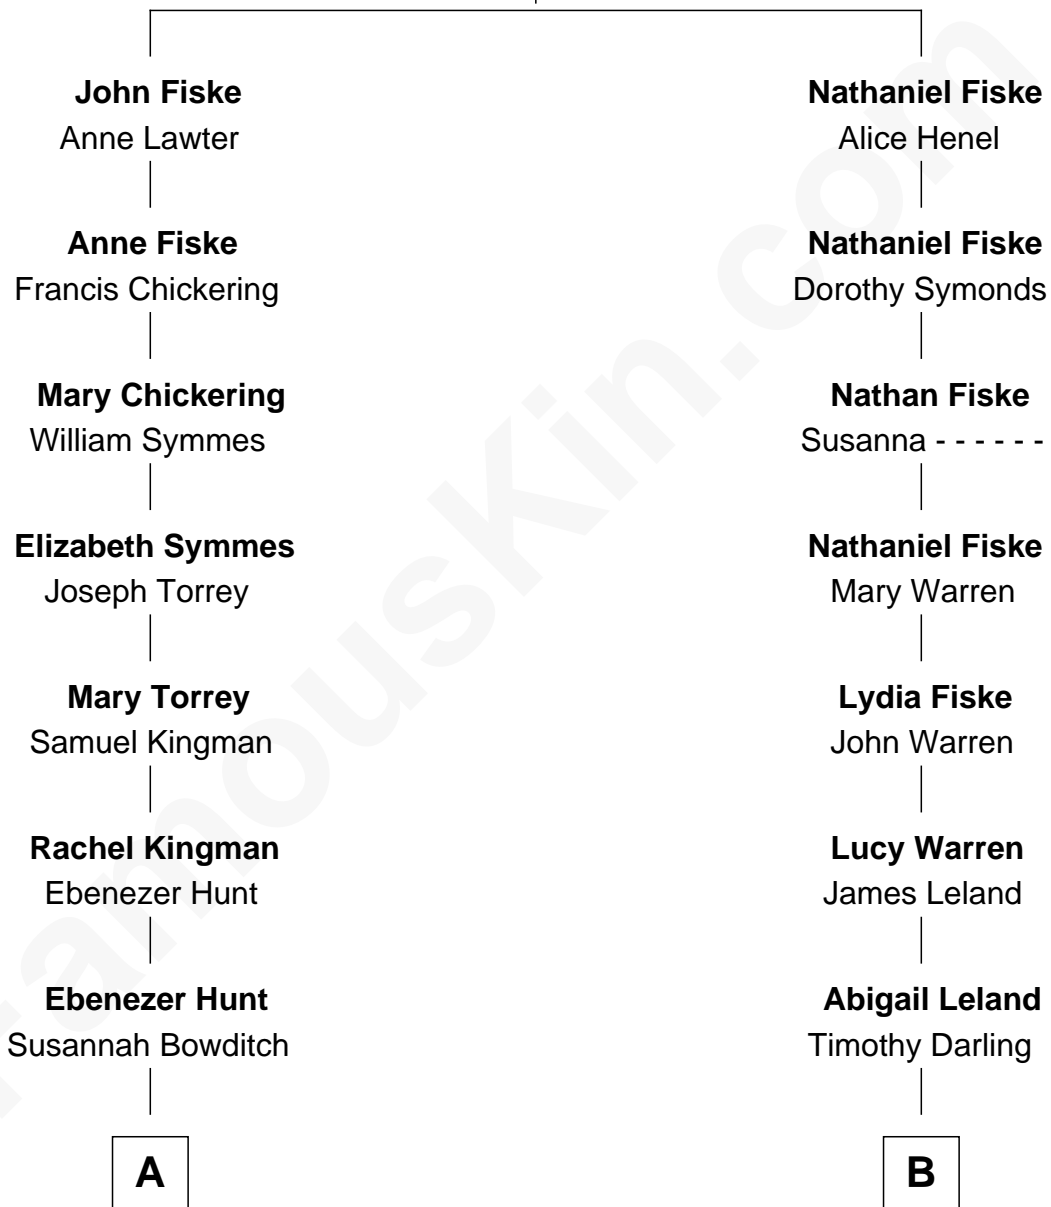 John Fiske
Anne Lawter
Anne Fiske
Francis Chickering
Mary Chickering
William Symmes
Elizabeth Symmes
Joseph Torrey
Mary Torrey
Samuel Kingman
Rachel Kingman
Ebenezer Hunt
Ebenezer Hunt
Susannah Bowditch
A
Nathaniel Fiske
Alice Henel
Nathaniel Fiske
Dorothy Symonds
Nathan Fiske
Susanna - - - - - -
Nathaniel Fiske
Mary Warren
Lydia Fiske
John Warren
Lucy Warren
James Leland
Abigail Leland
Timothy Darling
B
FamousKin.com